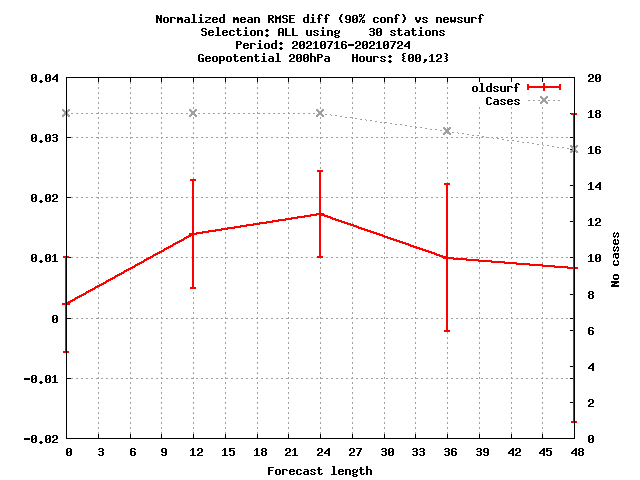 Normalized mean RMSE diff (90% conf) vs newsurf
Selection: ALL using    30 stations
Period: 20210716-20210724
Geopotential 200hPa   Hours: {00,12}
oldsurf
Cases
0.04
0.03
0.02
0.01
0
-0.01
-0.02
20
18
16
14
12
10
8
6
4
2
0
No cases
0 3 6 9 12 15 18 21 24 27 30 33 36 39 42 45 48
Forecast length